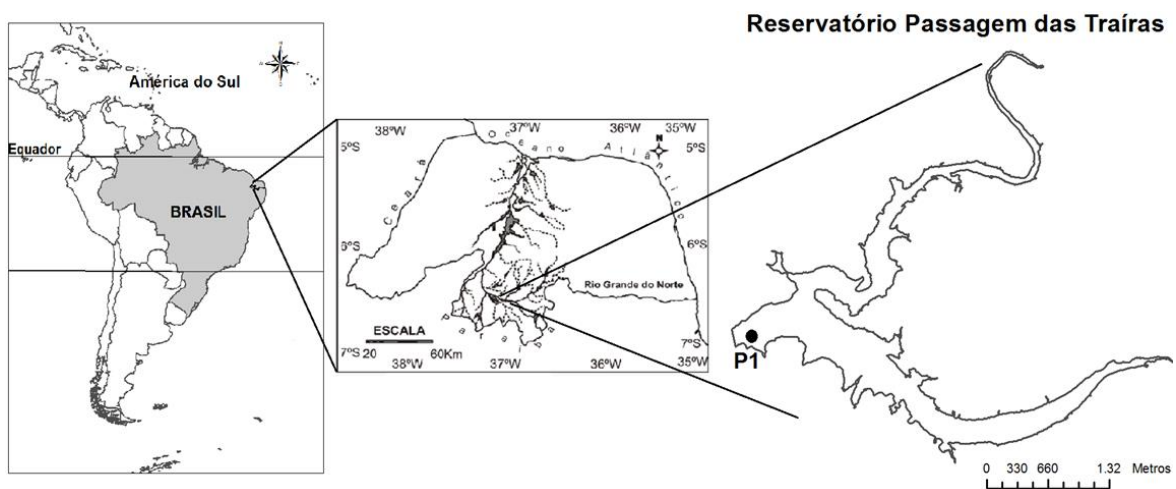 Reservatório Passagem das Traíras
América do Sul
Equador
BRASIL
38ºW
37ºW
36ºW
35ºW
5ºS
5ºS
N
Oceano Atlântico
Ceará
6ºS
6ºS
Rio Grande do Norte
Paraíba
ESCALA
20 60Km
7ºS
7ºS
38ºW
37ºW
36ºW
35ºW
P1
0 330 660 1.32 Metros